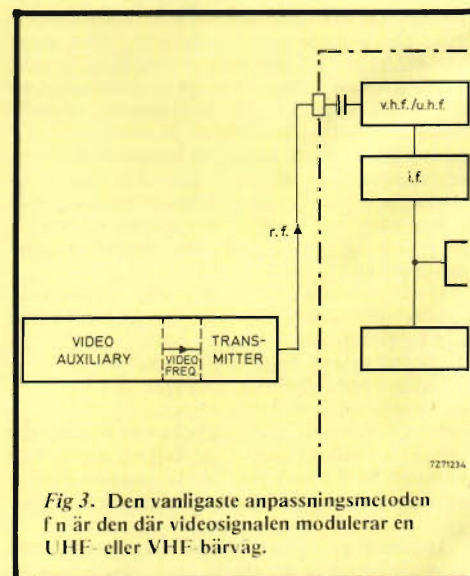 v.h.f./u.h.f.
i.f.
r.f.
VIDEO
AUXILIARY
VIDEO
FREQ
TRANS-
MITTER
7Z71234
Fig 3. Den vanligaste anpassningsmetoden
f n är den där videosignalen modulerar en
UHF- eller VHF-bärvåg.